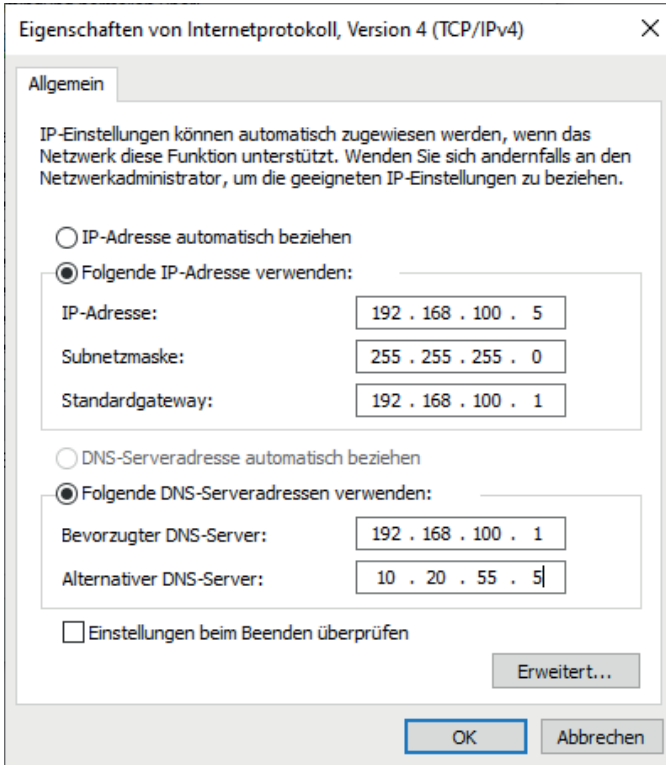 Eigenschaften von Internetprotokoll, Version 4 (TCP/IPv4)
Allgemein
IP-Einstellungen können automatisch zugewiesen werden, wenn das
Netzwerk diese Funktion unterstützt. Wenden Sie sich andernfalls an den
Netzwerkadministrator, um die geeigneten IP-Einstellungen zu beziehen.
IP-Adresse automatisch beziehen
Folgende IP-Adresse verwenden:
IP-Adresse: 192 . 168 . 100 . 5
Subnetzmaske: 255 . 255 . 255 . 0
Standardgateway: 192 . 168 . 100 . 1
DNS-Serveradresse automatisch beziehen
Folgende DNS-Serveradressen verwenden:
Bevorzugter DNS-Server: 192 . 168 . 100 . 1
Alternativer DNS-Server: 10 . 20 . 55 . 5
Einstellungen beim Beenden überprüfen
Erweitert...
OK Abbrechen